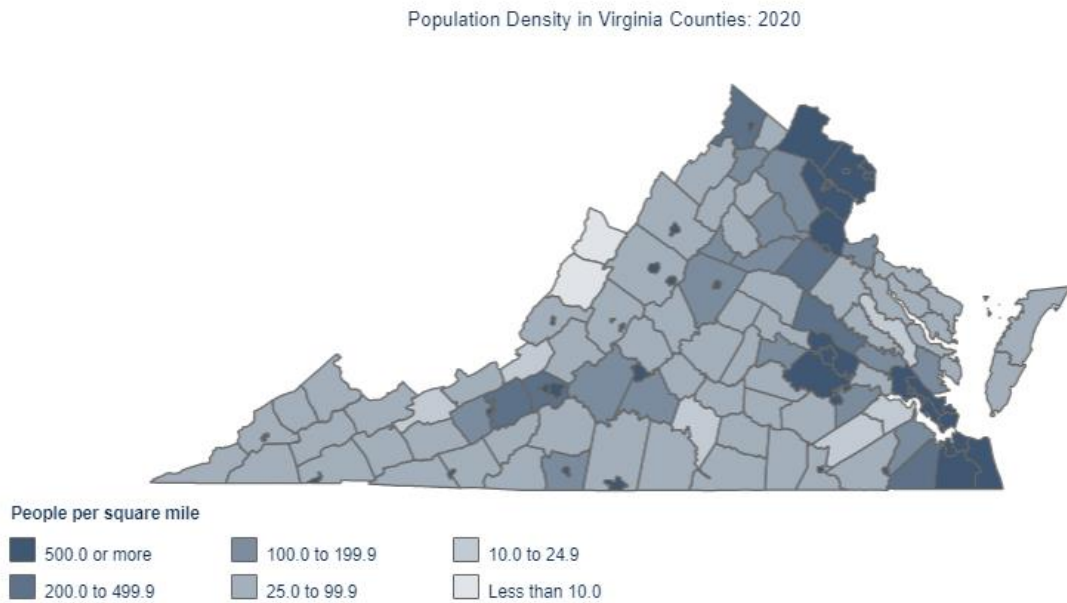 Population Density in Virginia Counties: 2020
People per square mile
500.0 or more
100.0 to 199.9
10.0 to 24.9
200.0 to 499.9
25.0 to 99.9
Less than 10.0